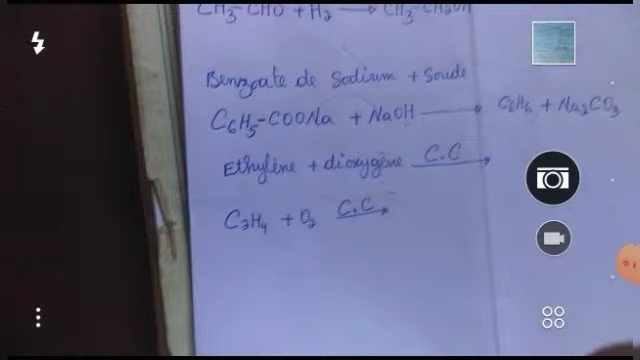 CH₃-CHO + H₂ ⟶ CH₃-CH₂OH
Benzoate de Sodium + Soude
C₆H₅-COONa + NaOH ⟶ C₆H₆ + Na₂CO₃
Ethylène + dioxygène C.C ⟶
C₂H₄ + O₂ C.C ⟶